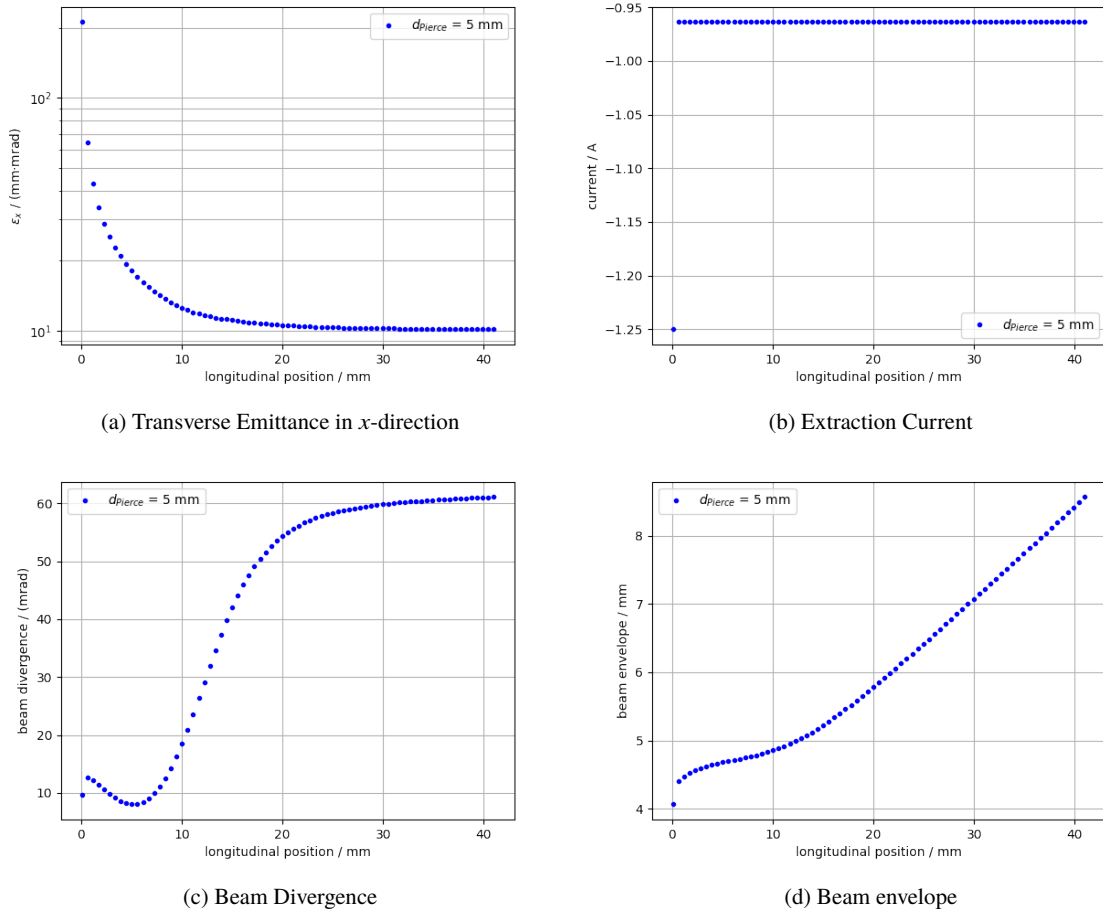 10²
10¹
εₓ / (mm·mrad)
d_Pierce = 5 mm
0 10 20 30 40
longitudinal position / mm
(a) Transverse Emittance in x-direction
−0.95
−1.00
−1.05
−1.10
−1.15
−1.20
−1.25
current / A
d_Pierce = 5 mm
0 10 20 30 40
longitudinal position / mm
(b) Extraction Current
60
50
40
30
20
10
beam divergence / (mrad)
d_Pierce = 5 mm
0 10 20 30 40
longitudinal position / mm
(c) Beam Divergence
8
7
6
5
4
beam envelope / mm
d_Pierce = 5 mm
0 10 20 30 40
longitudinal position / mm
(d) Beam envelope